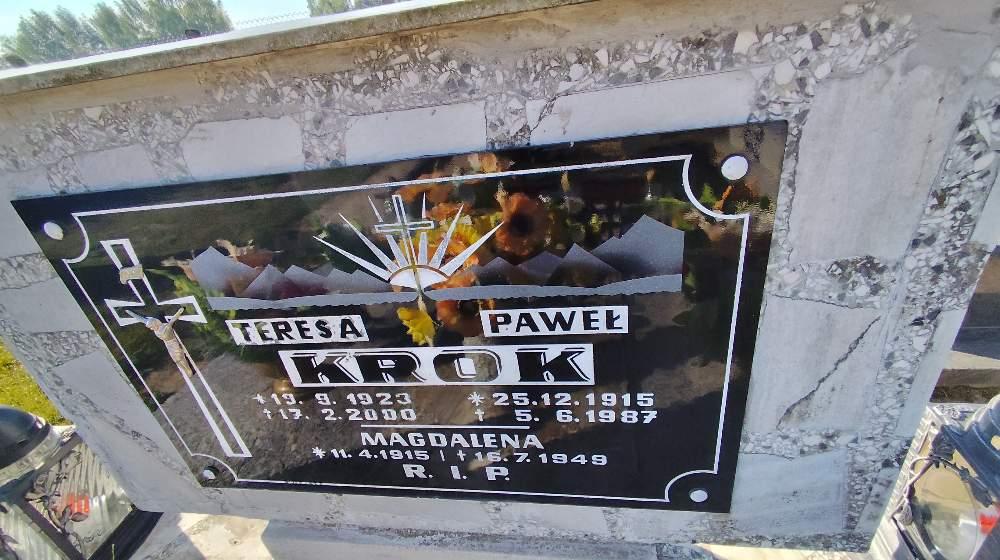 TERESA PAWEŁ
KROK
*19. 9. 1923 *25.12.1915
†17. 2.2000 † 5. 6.1987
MAGDALENA
*11.4.1915 | †16.7.1949
R. I. P.